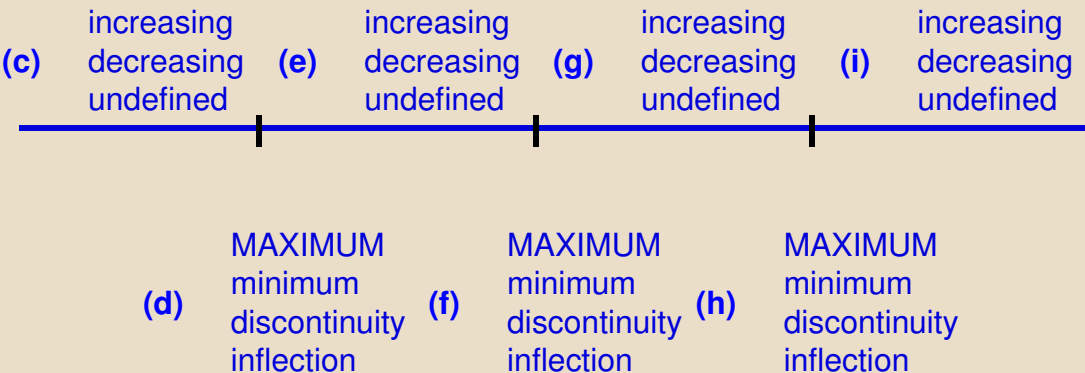 increasing increasing increasing increasing
(c) decreasing (e) decreasing (g) decreasing (i) decreasing
undefined undefined undefined undefined
MAXIMUM MAXIMUM MAXIMUM
minimum minimum minimum
(d) (f) (h)
discontinuity discontinuity discontinuity
inflection inflection inflection